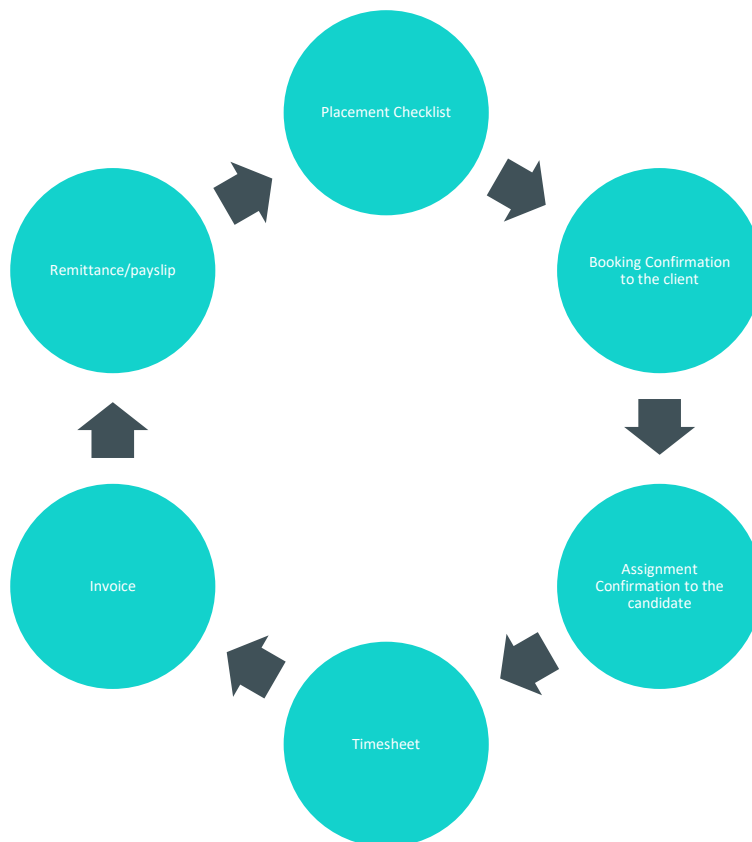 Placement Checklist
Booking Confirmation
to the client
Assignment
Confirmation to the
candidate
Timesheet
Invoice
Remittance/payslip